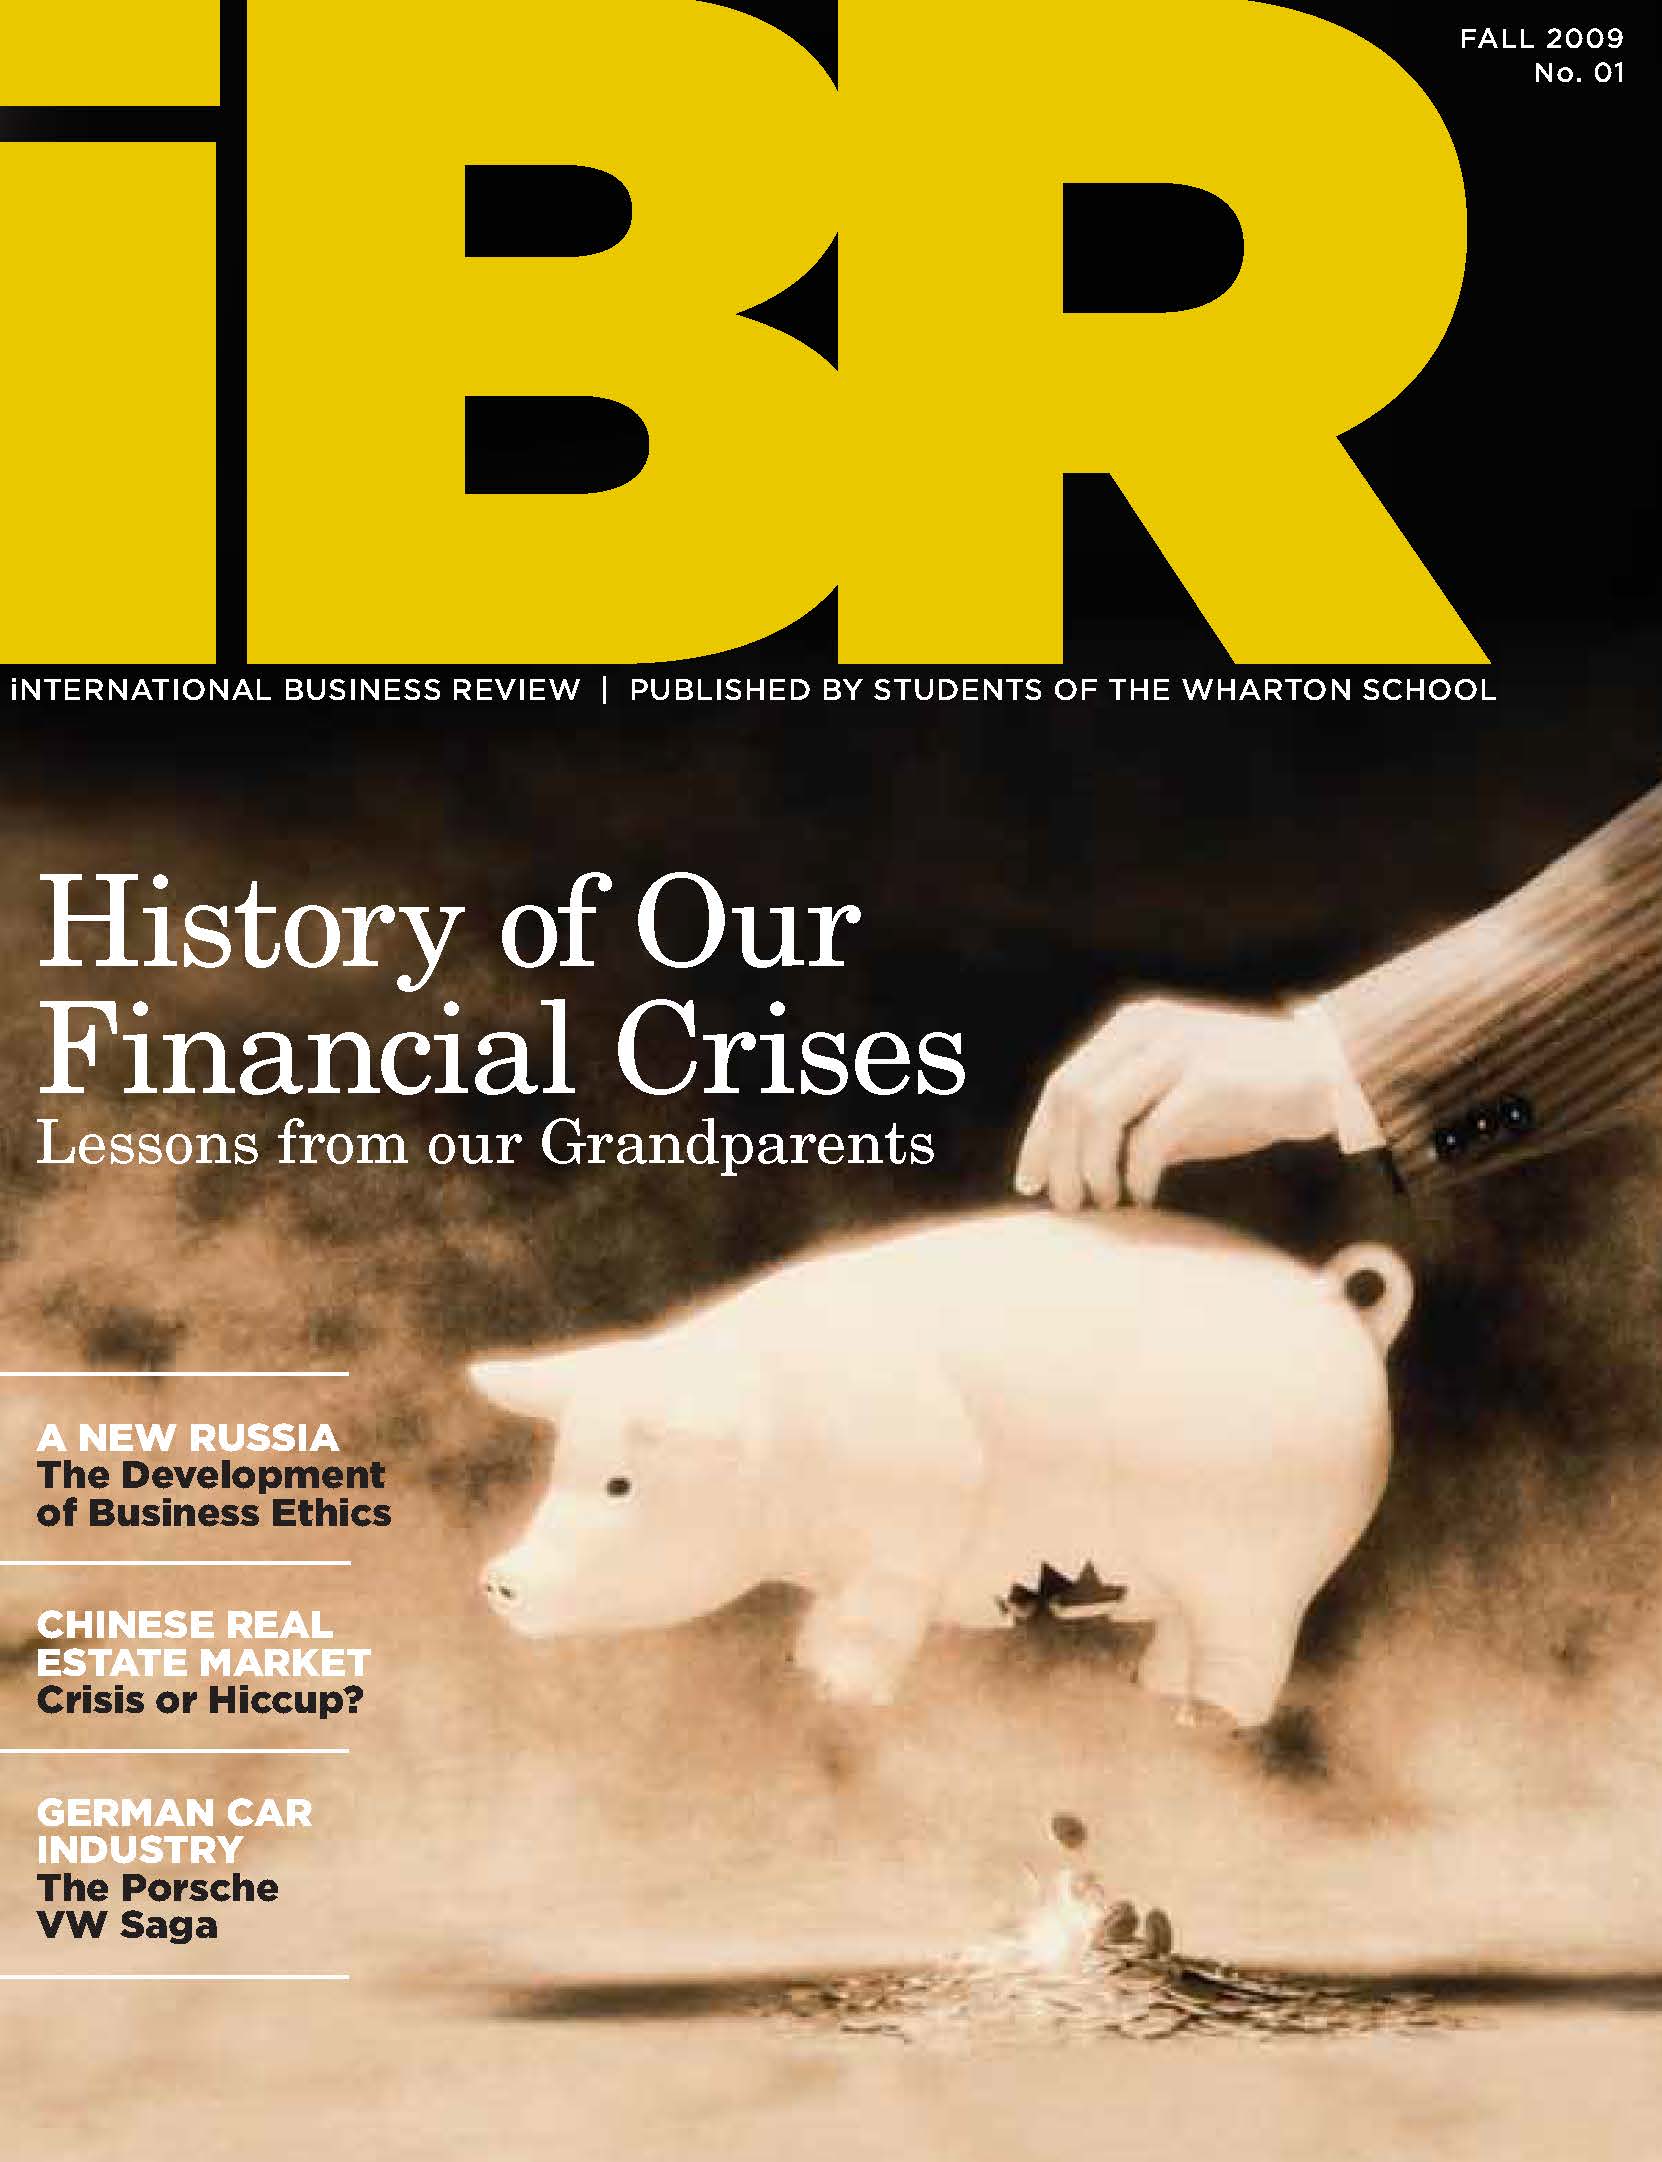 FALL 2009
No. 01
iBR
iNTERNATIONAL BUSINESS REVIEW | PUBLISHED BY STUDENTS OF THE WHARTON SCHOOL
History of Our
Financial Crises
Lessons from our Grandparents
A NEW RUSSIA
The Development
of Business Ethics
CHINESE REAL
ESTATE MARKET
Crisis or Hiccup?
GERMAN CAR
INDUSTRY
The Porsche
VW Saga